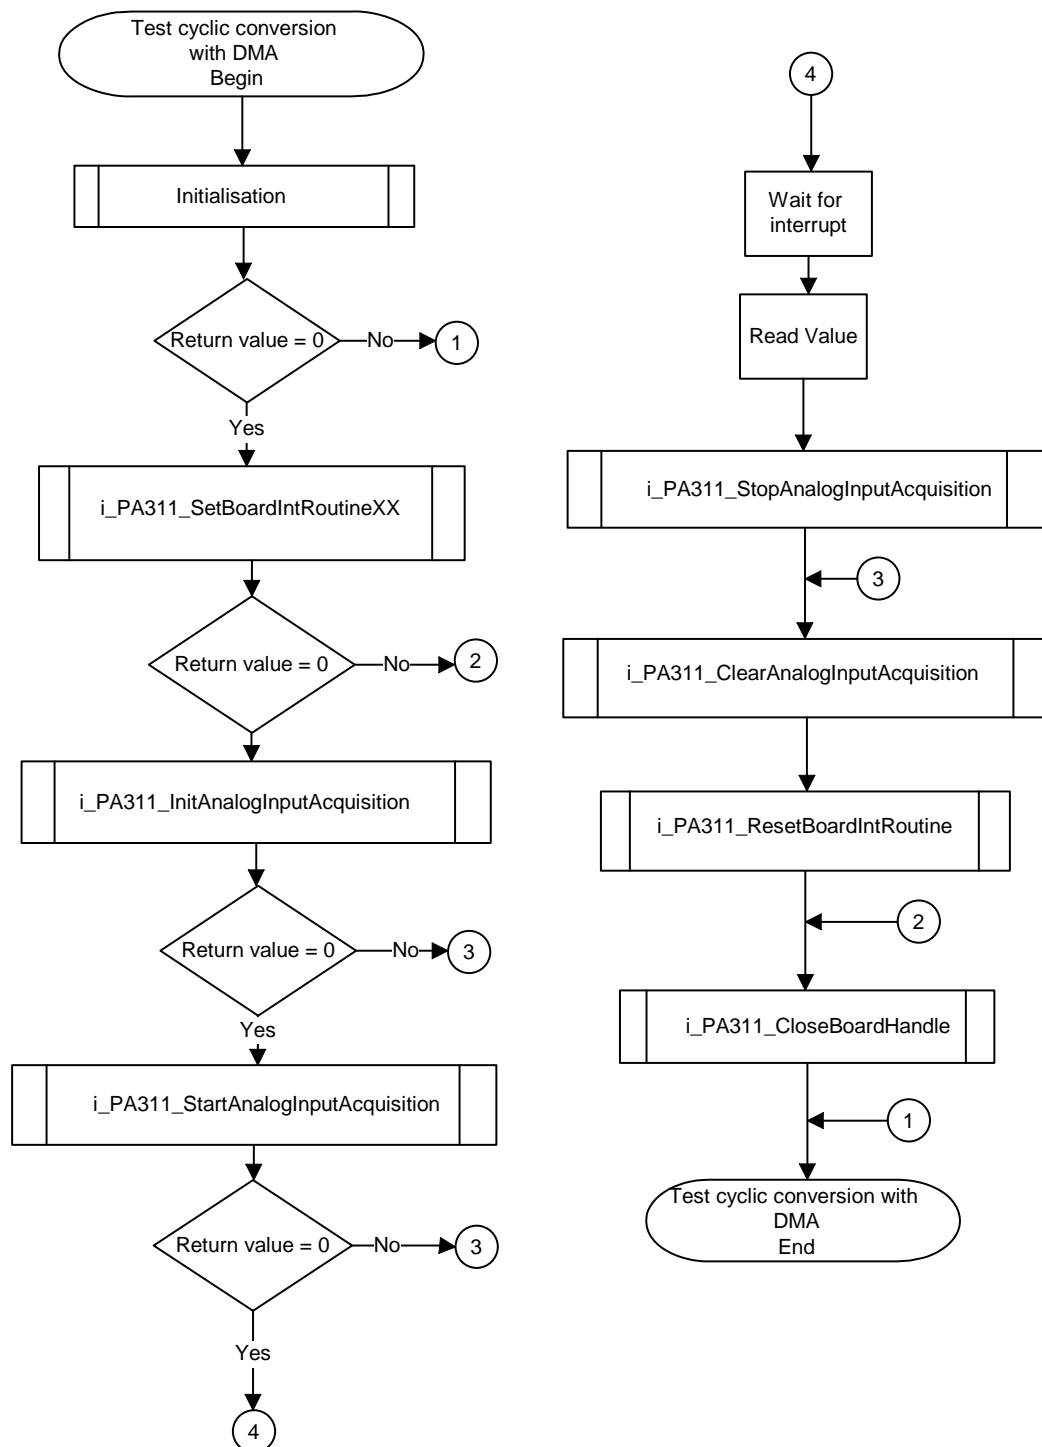 Test cyclic conversion
with DMA
Begin
Initialisation
Return value = 0
No
1
Yes
i_PA311_SetBoardIntRoutineXX
Return value = 0
No
2
i_PA311_InitAnalogInputAcquisition
Return value = 0
No
3
Yes
i_PA311_StartAnalogInputAcquisition
Return value = 0
No
3
Yes
4
4
Wait for
interrupt
Read Value
i_PA311_StopAnalogInputAcquisition
3
i_PA311_ClearAnalogInputAcquisition
i_PA311_ResetBoardIntRoutine
2
i_PA311_CloseBoardHandle
1
Test cyclic conversion with
DMA
End